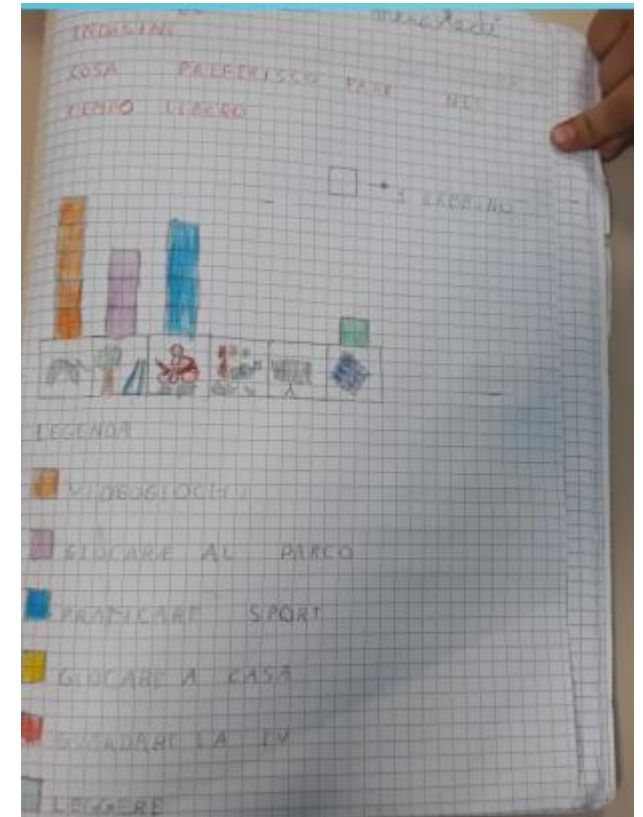 mercoledì
INDAGINE
COSA PREFERISCO FARE NEL
TEMPO LIBERO
→ 1 BAMBINO
LEGENDA
VIDEOGIOCHI
GIOCARE AL PARCO
PRATICARE SPORT
GIOCARE A CASA
GUARDARE LA TV
LEGGERE